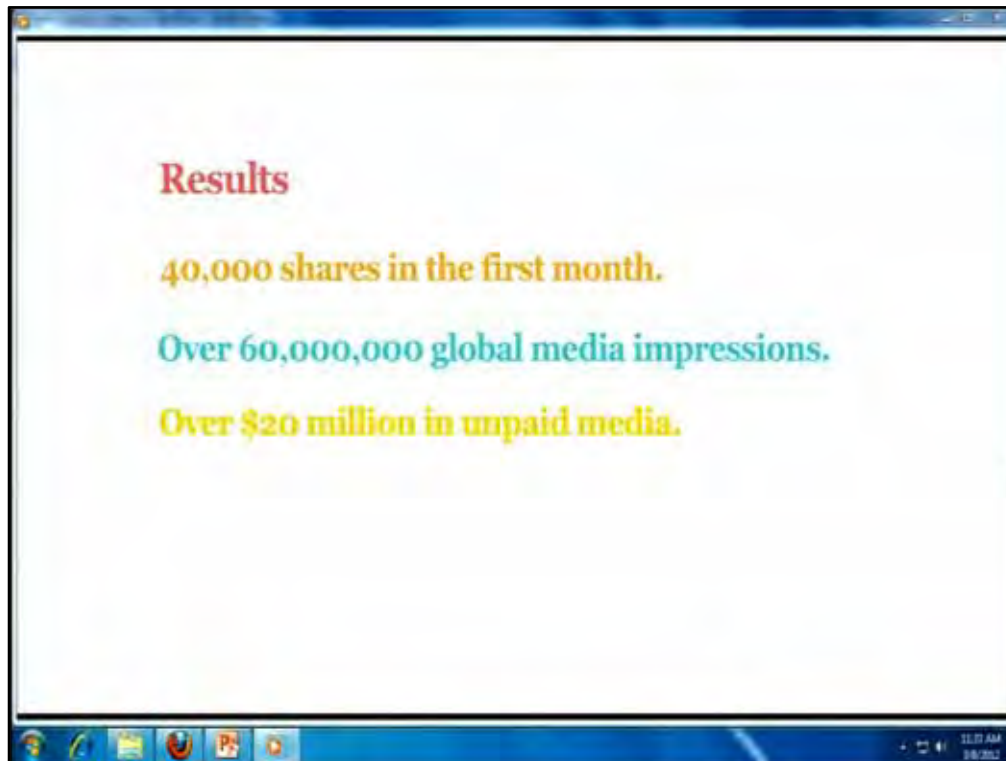 Results
40,000 shares in the first month.
Over 60,000,000 global media impressions.
Over $20 million in unpaid media.